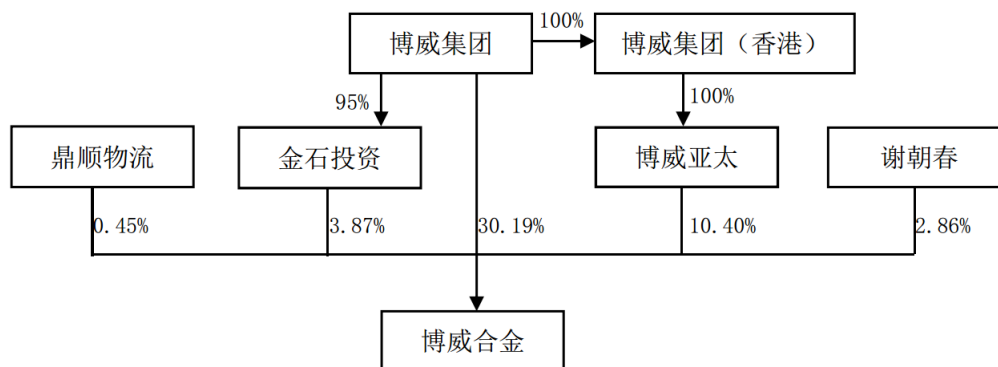 博威集团
100%
博威集团（香港）
95%
100%
鼎顺物流
金石投资
博威亚太
谢朝春
0.45%
3.87%
30.19%
10.40%
2.86%
博威合金